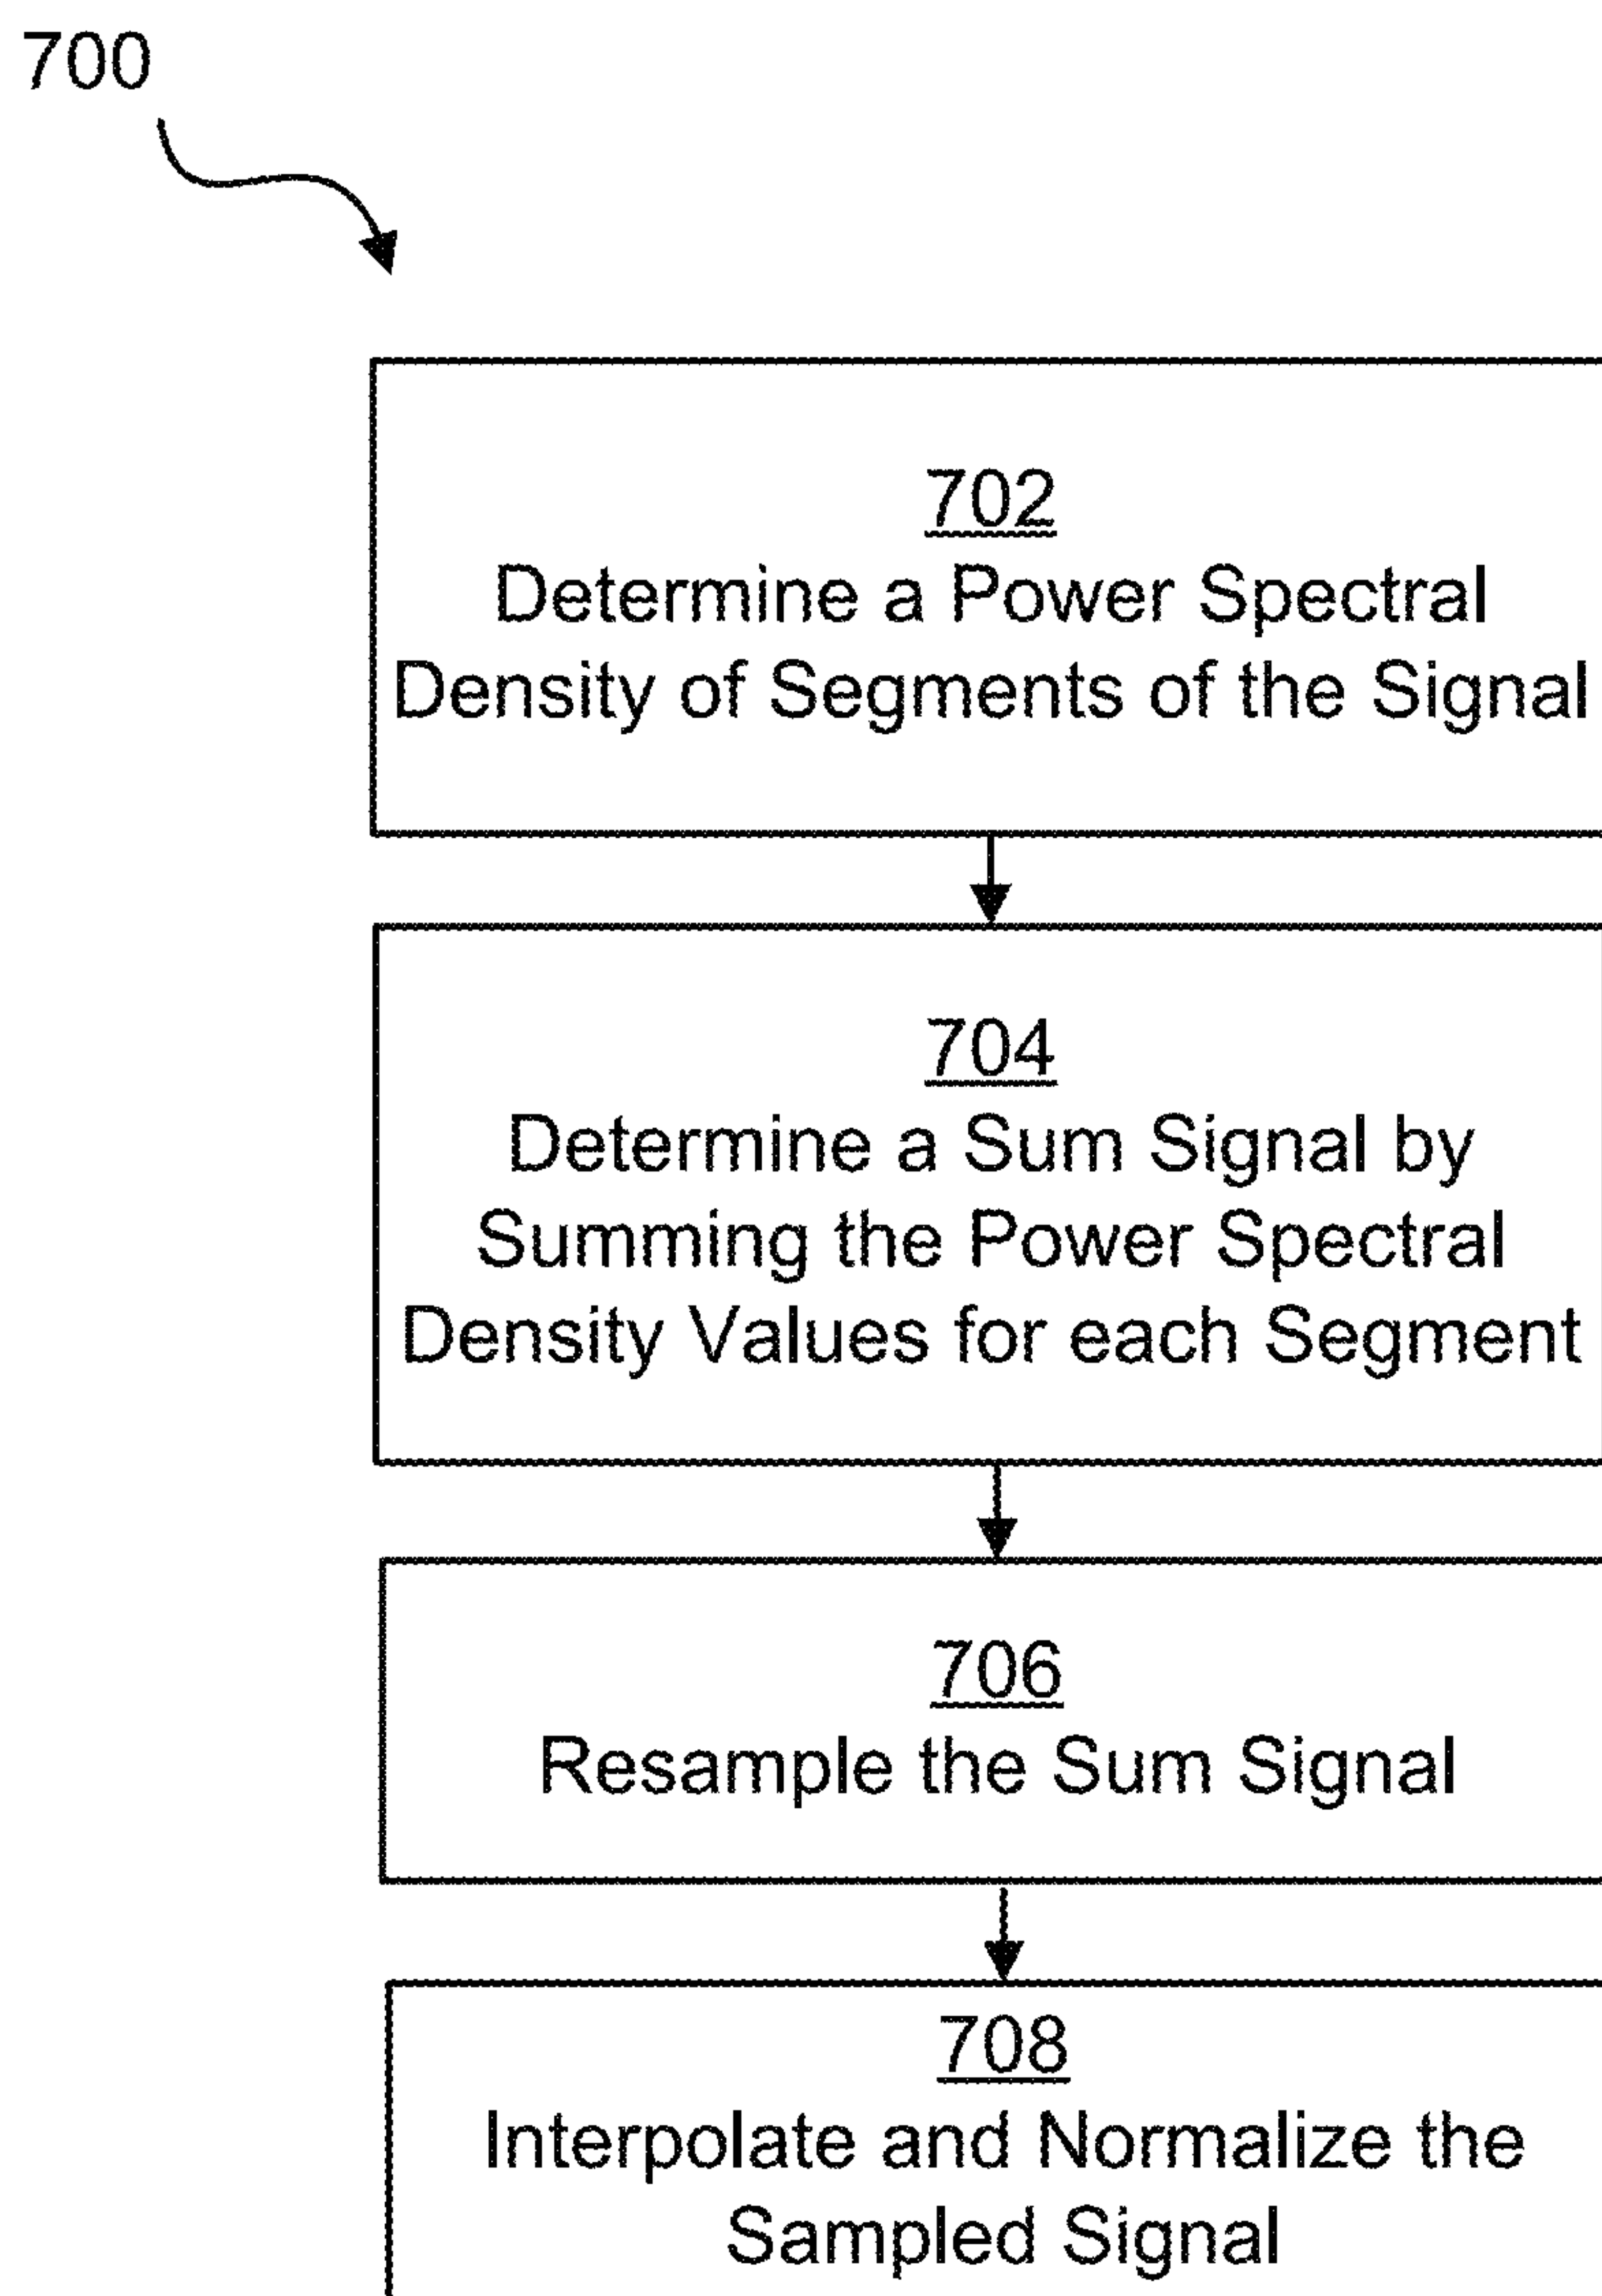 700
702
Determine a Power Spectral
Density of Segments of the Signal
704
Determine a Sum Signal by
Summing the Power Spectral
Density Values for each Segment
706
Resample the Sum Signal
708
Interpolate and Normalize the
Sampled Signal